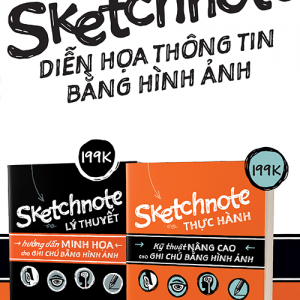 Sketchnote
DIỄN HỌA THÔNG TIN
BẰNG HÌNH ẢNH
199K
199K
Sketchnote
LÝ THUYẾT
hướng dẫn MINH HỌA
cho GHI CHÚ BẰNG HÌNH ẢNH
Sketchnote
THỰC HÀNH
Kỹ thuật NÂNG CAO
cho GHI CHÚ BẰNG HÌNH ẢNH